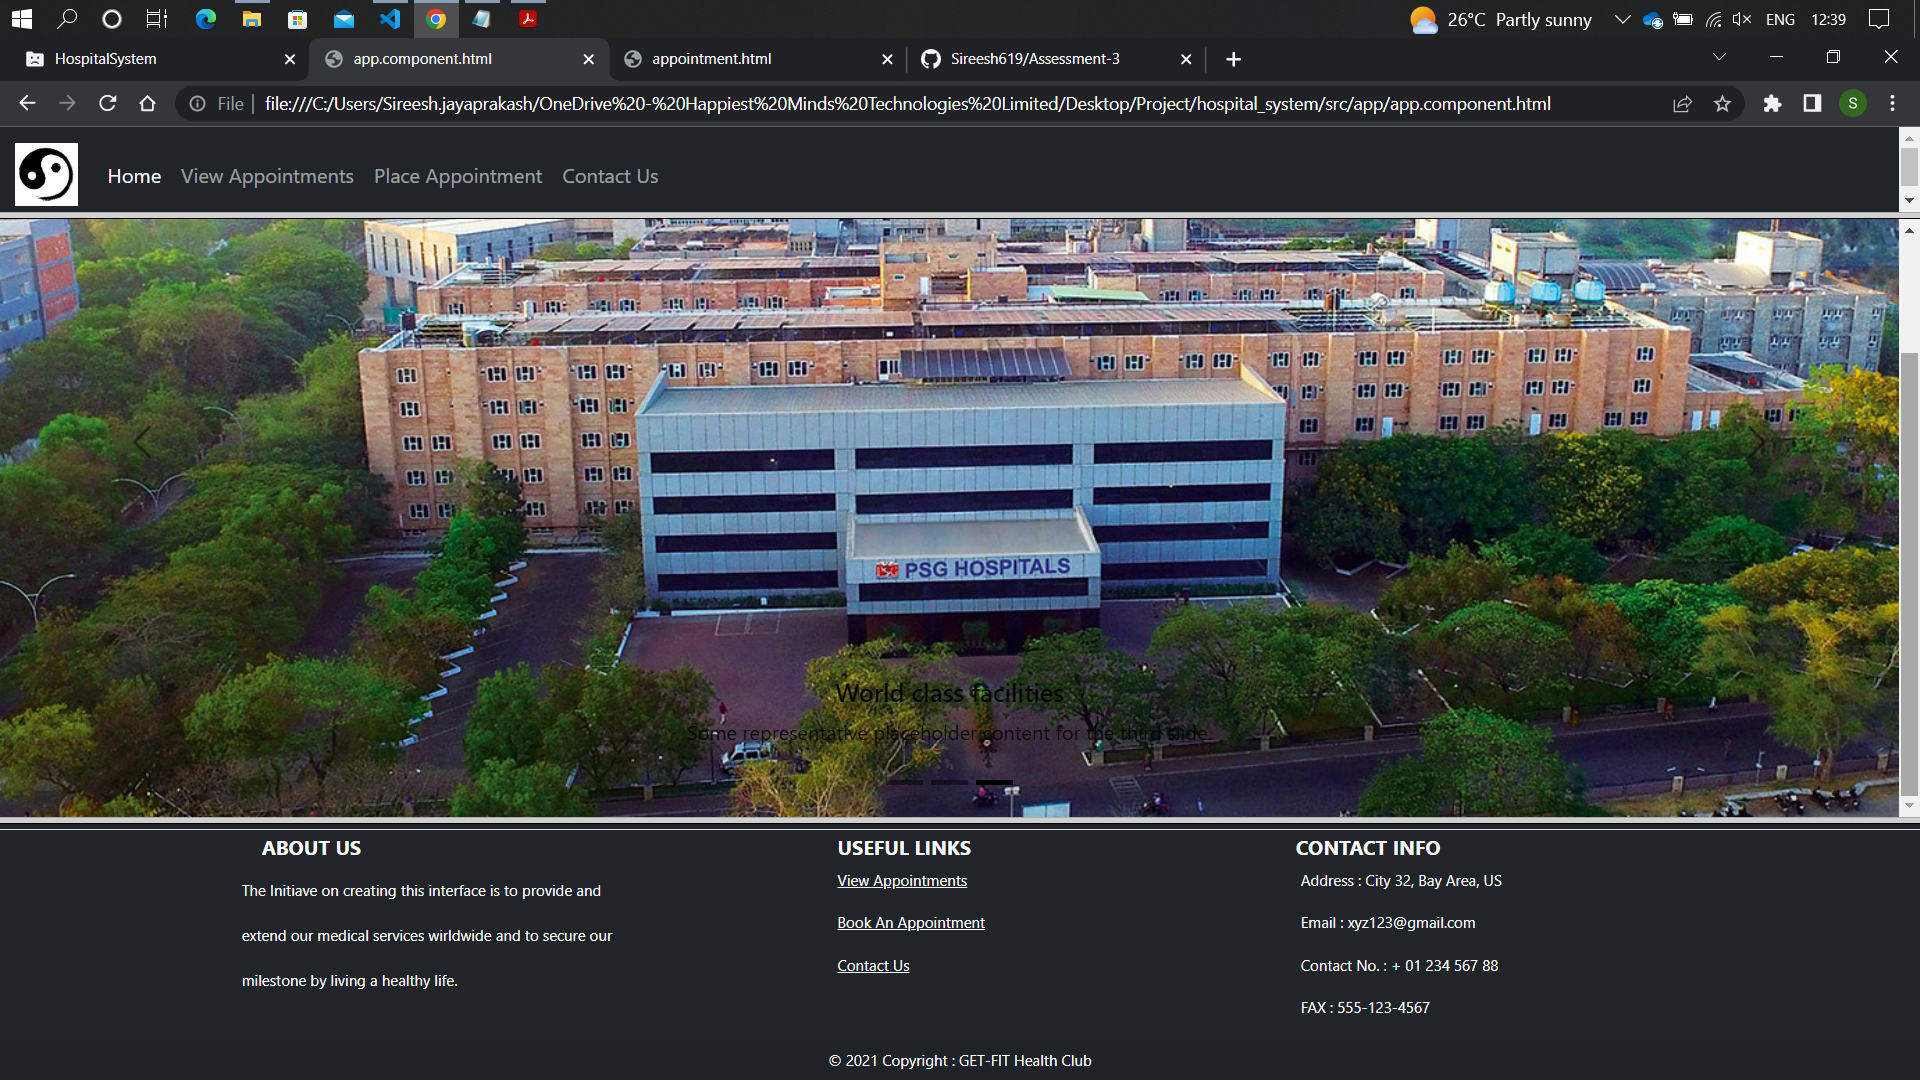 26°C Partly sunny ENG 12:39
HospitalSystem app.component.html appointment.html Sireesh619/Assessment-3
File file:///C:/Users/Sireesh.jayaprakash/OneDrive%20-%20Happiest%20Minds%20Technologies%20Limited/Desktop/Project/hospital_system/src/app/app.component.html S
Home View Appointments Place Appointment Contact Us
PSG HOSPITALS
World class facilities
Some representative placeholder content for the third slide.
ABOUT US
The Initiave on creating this interface is to provide and
extend our medical services wirldwide and to secure our
milestone by living a healthy life.
USEFUL LINKS
View Appointments
Book An Appointment
Contact Us
CONTACT INFO
Address : City 32, Bay Area, US
Email : xyz123@gmail.com
Contact No. : + 01 234 567 88
FAX : 555-123-4567
© 2021 Copyright : GET-FIT Health Club